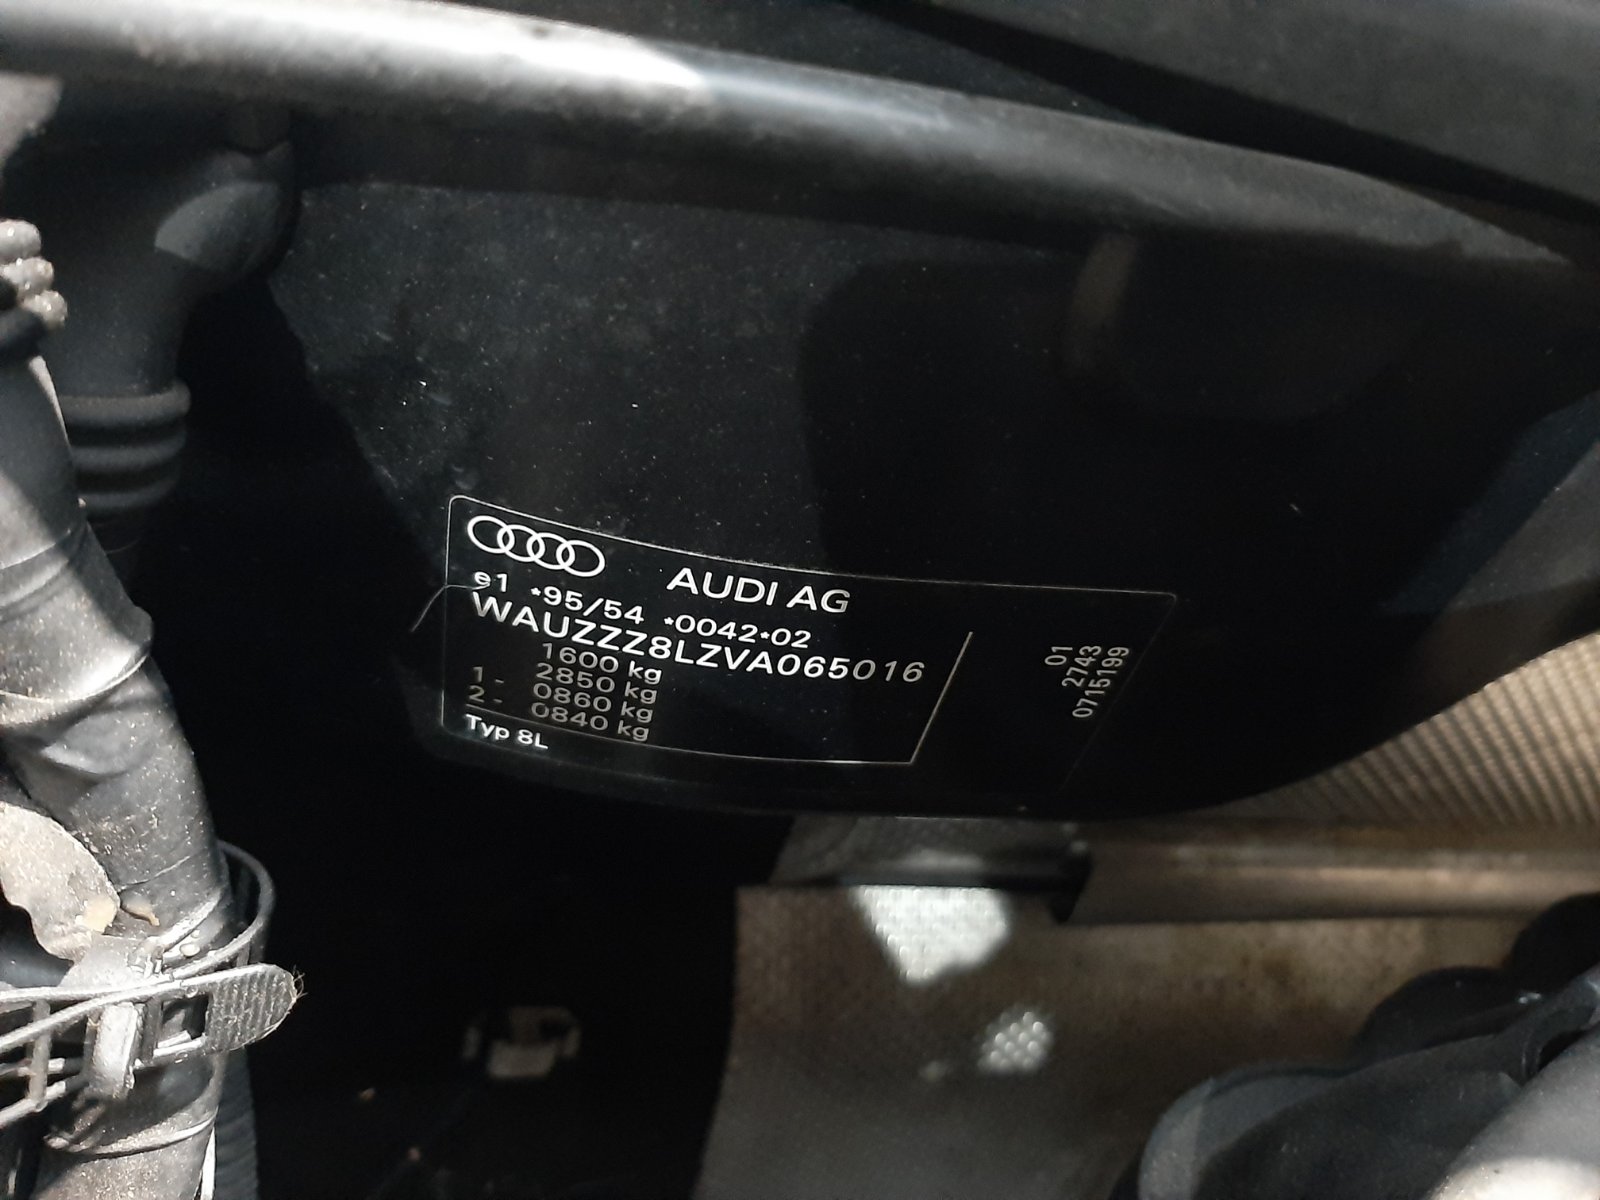 AUDI AG
e1 *95/54 *0042*02
WAUZZZ8LZVA065016
1600 kg
2850 kg
1 - 0860 kg
2 - 0840 kg
Typ 8L
01
2743
0715199